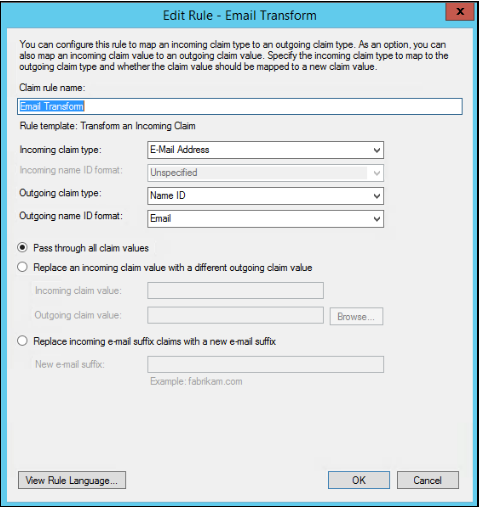 Edit Rule - Email Transform
x
You can configure this rule to map an incoming claim type to an outgoing claim type. As an option, you can
also map an incoming claim value to an outgoing claim value. Specify the incoming claim type to map to the
outgoing claim type and whether the claim value should be mapped to a new claim value.
Claim rule name:
Email Transform
Rule template: Transform an Incoming Claim
Incoming claim type: E-Mail Address
Incoming name ID format: Unspecified
Outgoing claim type: Name ID
Outgoing name ID format: Email
Pass through all claim values
Replace an incoming claim value with a different outgoing claim value
Incoming claim value:
Outgoing claim value: Browse...
Replace incoming e-mail suffix claims with a new e-mail suffix
New e-mail suffix:
Example: fabrikam.com
View Rule Language... OK Cancel